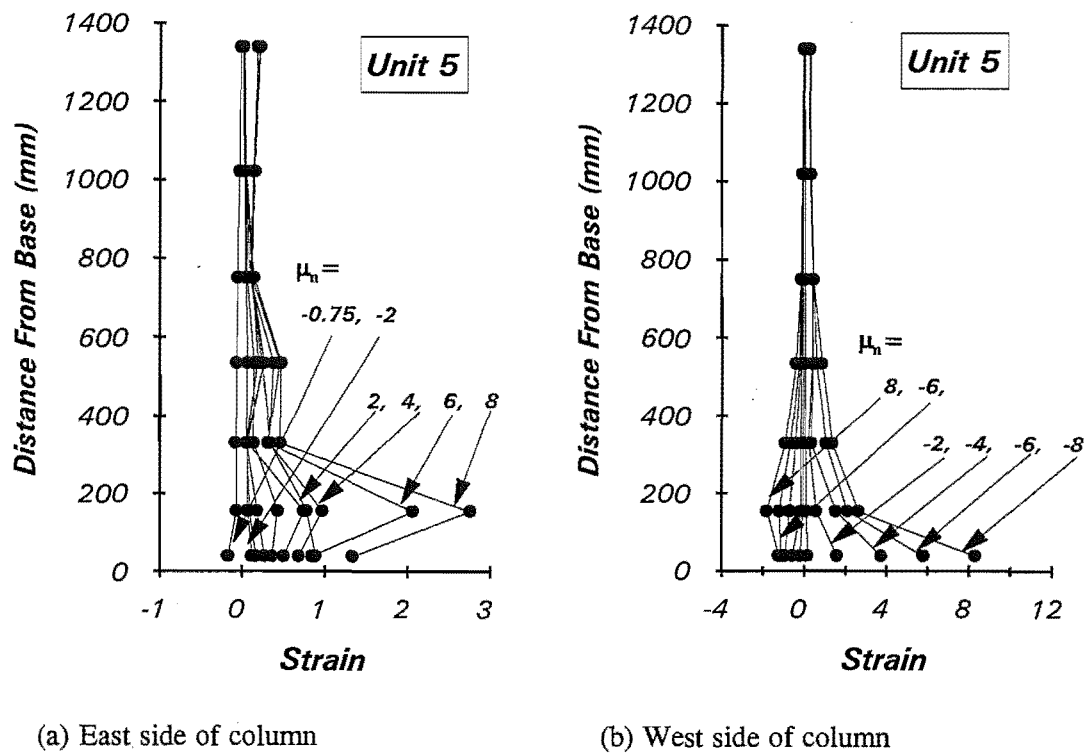 1400
1200
1000
800
600
400
200
0
Distance From Base (mm)
Unit 5
μn=
-0.75, -2
2, 4, 6, 8
-1 0 1 2 3
Strain
(a) East side of column
1400
1200
1000
800
600
400
200
0
Distance From Base (mm)
Unit 5
μn=
8, -6,
-2, -4, -6, -8
-4 0 4 8 12
Strain
(b) West side of column